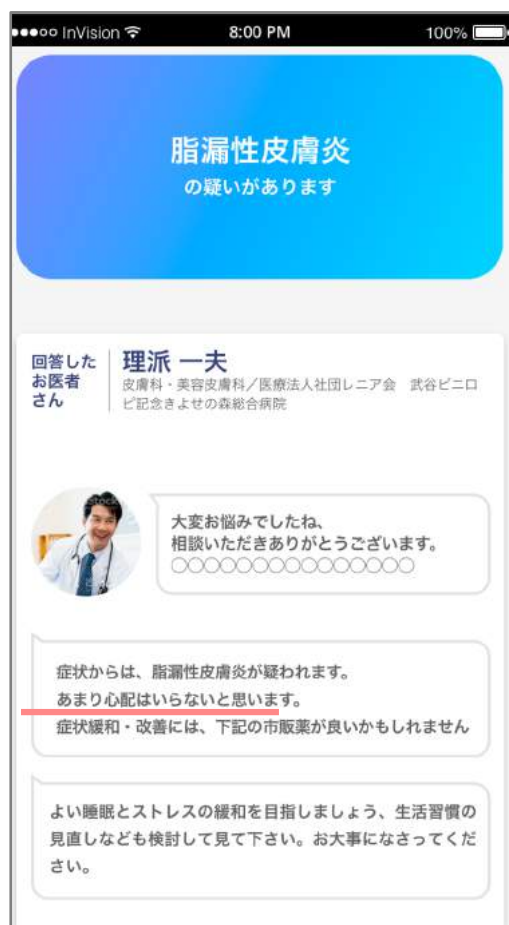 InVision 8:00 PM 100%
脂漏性皮膚炎
の疑いがあります
回答した
お医者
さん
理派 一夫
皮膚科・美容皮膚科／医療法人社団レニア会　武谷ピニロ
ピ記念きよせの森総合病院
大変お悩みでしたね、
相談いただきありがとうございます。
○○○○○○○○○○○○○○○
症状からは、脂漏性皮膚炎が疑われます。
あまり心配はいらないと思います。
症状緩和・改善には、下記の市販薬が良いかもしれません
よい睡眠とストレスの緩和を目指しましょう、生活習慣の
見直しなども検討して見て下さい。お大事になさってくだ
さい。